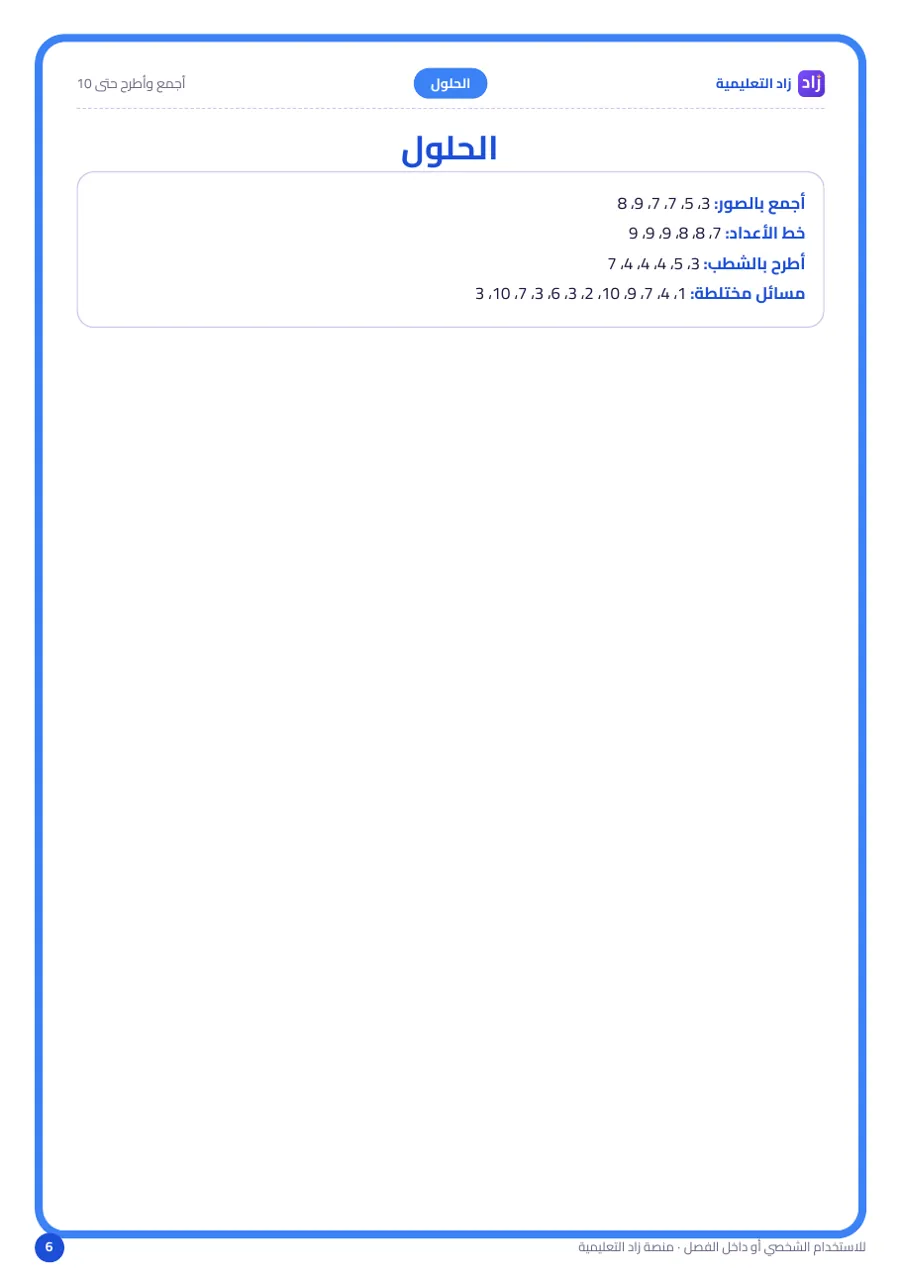 زاد زاد التعليمية
الحلول
أجمع وأطرح حتى 10
الحلول
أجمع بالصور: 3، 5، 7، 7، 9، 8
خط الأعداد: 7، 8، 8، 9، 9، 9
أطرح بالشطب: 3، 5، 4، 4، 4، 7
مسائل مختلطة: 1، 4، 7، 9، 10، 2، 3، 6، 3، 7، 10، 3
للاستخدام الشخصي أو داخل الفصل · منصة زاد التعليمية
6